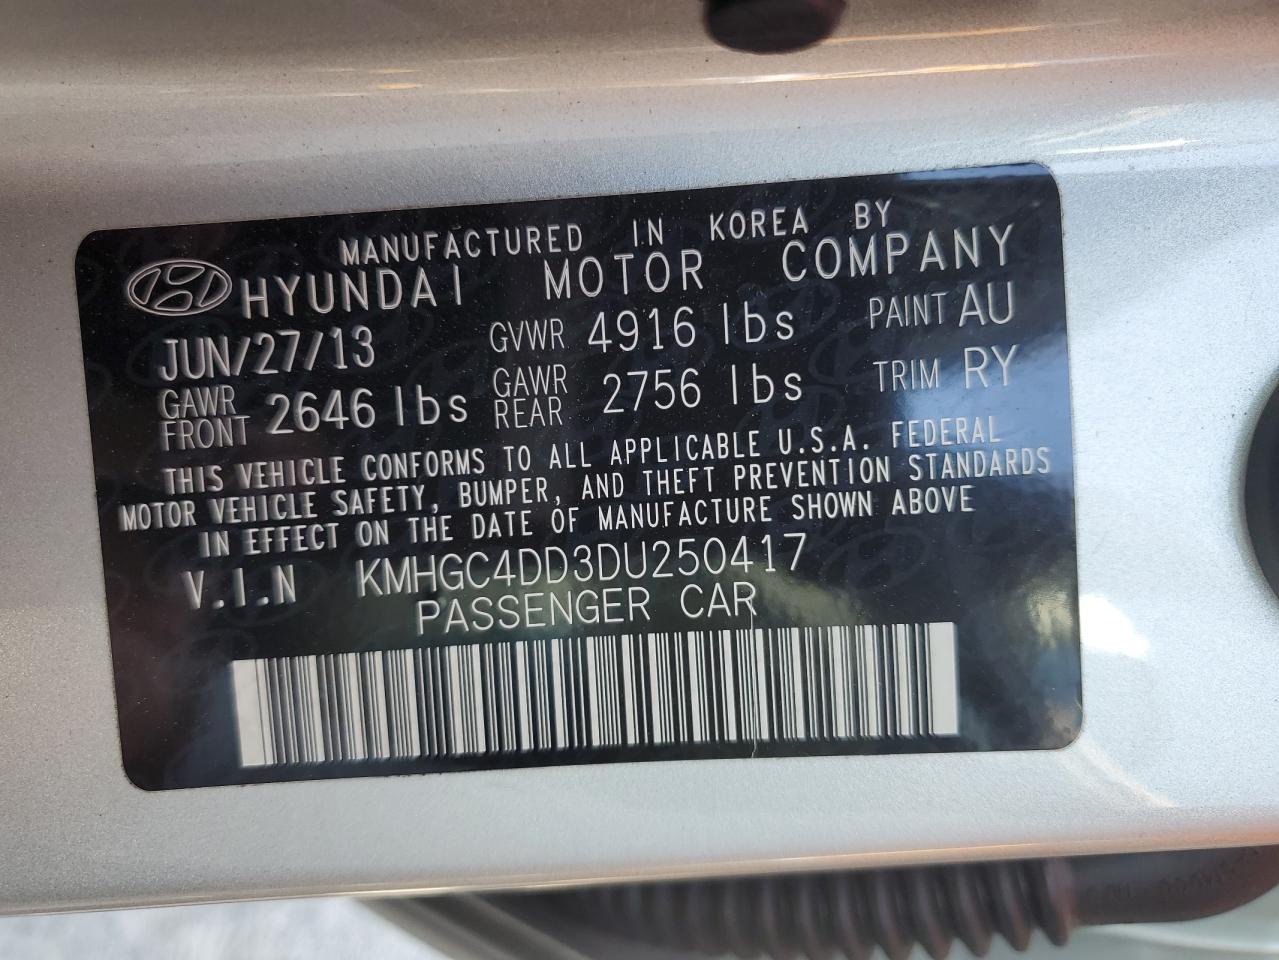 MANUFACTURED IN KOREA BY
HYUNDAI MOTOR COMPANY
JUN/27/13 GVWR 4916 lbs PAINT AU
GAWR FRONT 2646 lbs GAWR REAR 2756 lbs TRIM RY
THIS VEHICLE CONFORMS TO ALL APPLICABLE U.S.A. FEDERAL
MOTOR VEHICLE SAFETY, BUMPER, AND THEFT PREVENTION STANDARDS
IN EFFECT ON THE DATE OF MANUFACTURE SHOWN ABOVE
V.I.N KMHGC4DD3DU250417
PASSENGER CAR